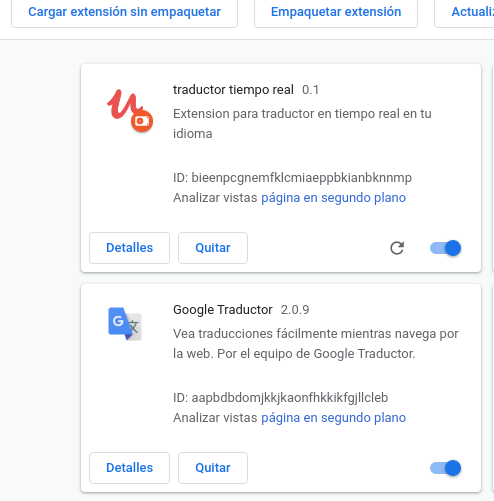 Cargar extensión sin empaquetar Empaquetar extensión
traductor tiempo real 0.1
Extension para traductor en tiempo real en tu
idioma
ID: bieenpcgnemfklcmiaeppbkianbknnmp
Analizar vistas página en segundo plano
Detalles Quitar
Google Traductor 2.0.9
Vea traducciones fácilmente mientras navega por
la web. Por el equipo de Google Traductor.
ID: aapbdbdomjkkjkaonfhkkikfgjllcleb
Analizar vistas página en segundo plano
Detalles Quitar